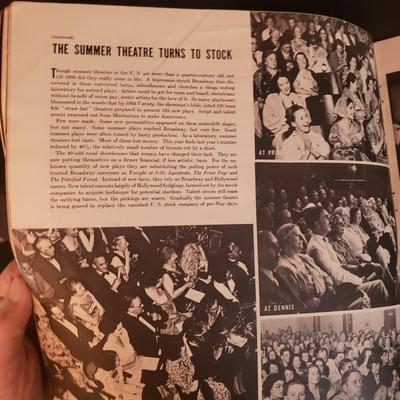 (continued)
THE SUMMER THEATRE TURNS TO STOCK
Though summer theatres in the U. S. got more than a quarter-century old, not
till 1930 did they really come to life. A depression-struck Broadway then dis-
covered in these converted barns, schoolhouses and churches a cheap testing
laboratory for untried plays. Actors could be got for room and board, electricians
without benefit of union pay, scenic artists for the love of it. So many playhouses
blossomed in the woods that by 1934 Variety, the showman's bible, listed 105 lams
folk "straw-hat" theatres prepared to present 150 new plays. Script and talent
scouts swarmed out from Manhattan to make discoveries.
Few were made. Some new personalities appeared on these makeshift stages,
but not many. Some summer plays reached Broadway, but very few. Good
summer plays were often ruined by hasty production. As a laboratory, summer
theatres lost caste. Most of them lost money. This year finds last year's number
reduced by 40%, the relatively small number of tryouts cut by a third.
The 60-odd rural showhouses that remain have changed their tack. They are
now putting themselves on a firmer financial, if less artistic, basis. For the un-
known quantity of new plays they are substituting the pulling power of such
trusted Broadway successes as Tonight at 8:30, Lysistrata, The Front Page and
The Petrified Forest. Instead of new faces, they rely on Broadway and Hollywood
names. New talent consists largely of Hollywood fledglings, farmed out by the movie
companies to acquire technique for potential stardom. Talent scouts still roam
the outlying barns, but the pickings are scarce. Gradually the summer theatre
is being geared to replace the vanished U. S. stock company of pre-War days.
AT DENNIS